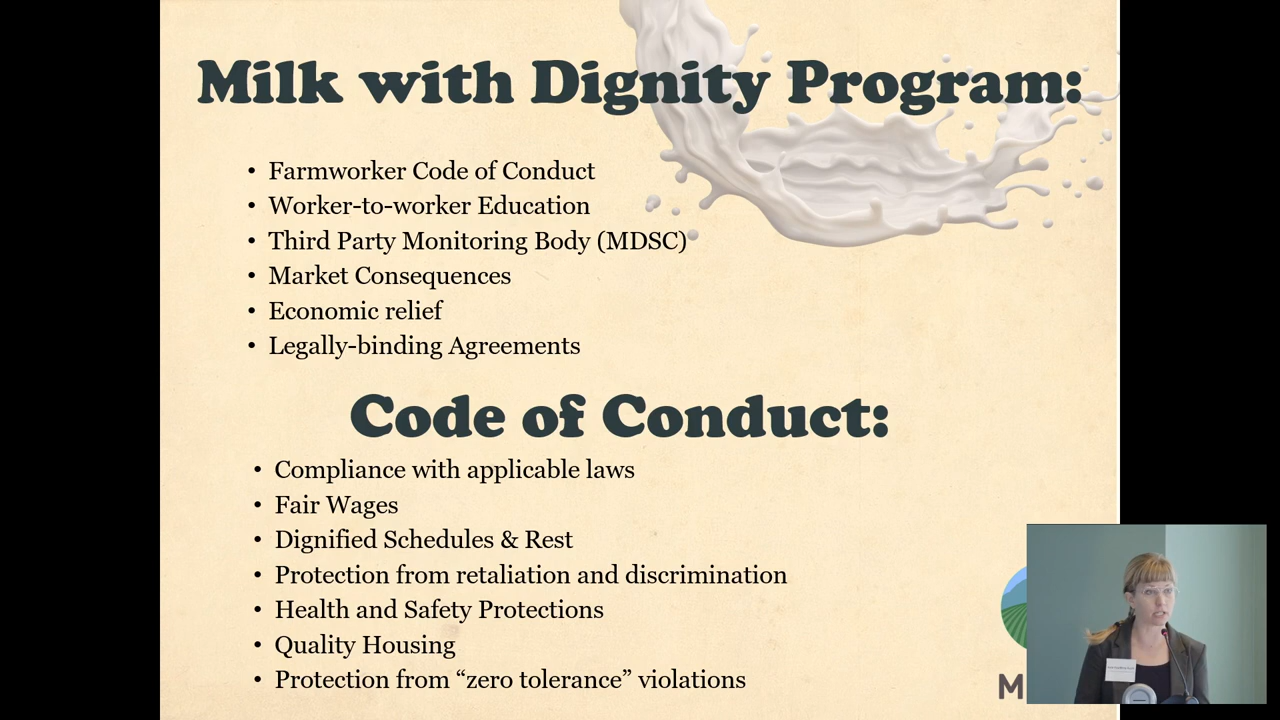 Milk with Dignity Program:
• Farmworker Code of Conduct
• Worker-to-worker Education
• Third Party Monitoring Body (MDSC)
• Market Consequences
• Economic relief
• Legally-binding Agreements
Code of Conduct:
• Compliance with applicable laws
• Fair Wages
• Dignified Schedules & Rest
• Protection from retaliation and discrimination
• Health and Safety Protections
• Quality Housing
• Protection from “zero tolerance” violations
M